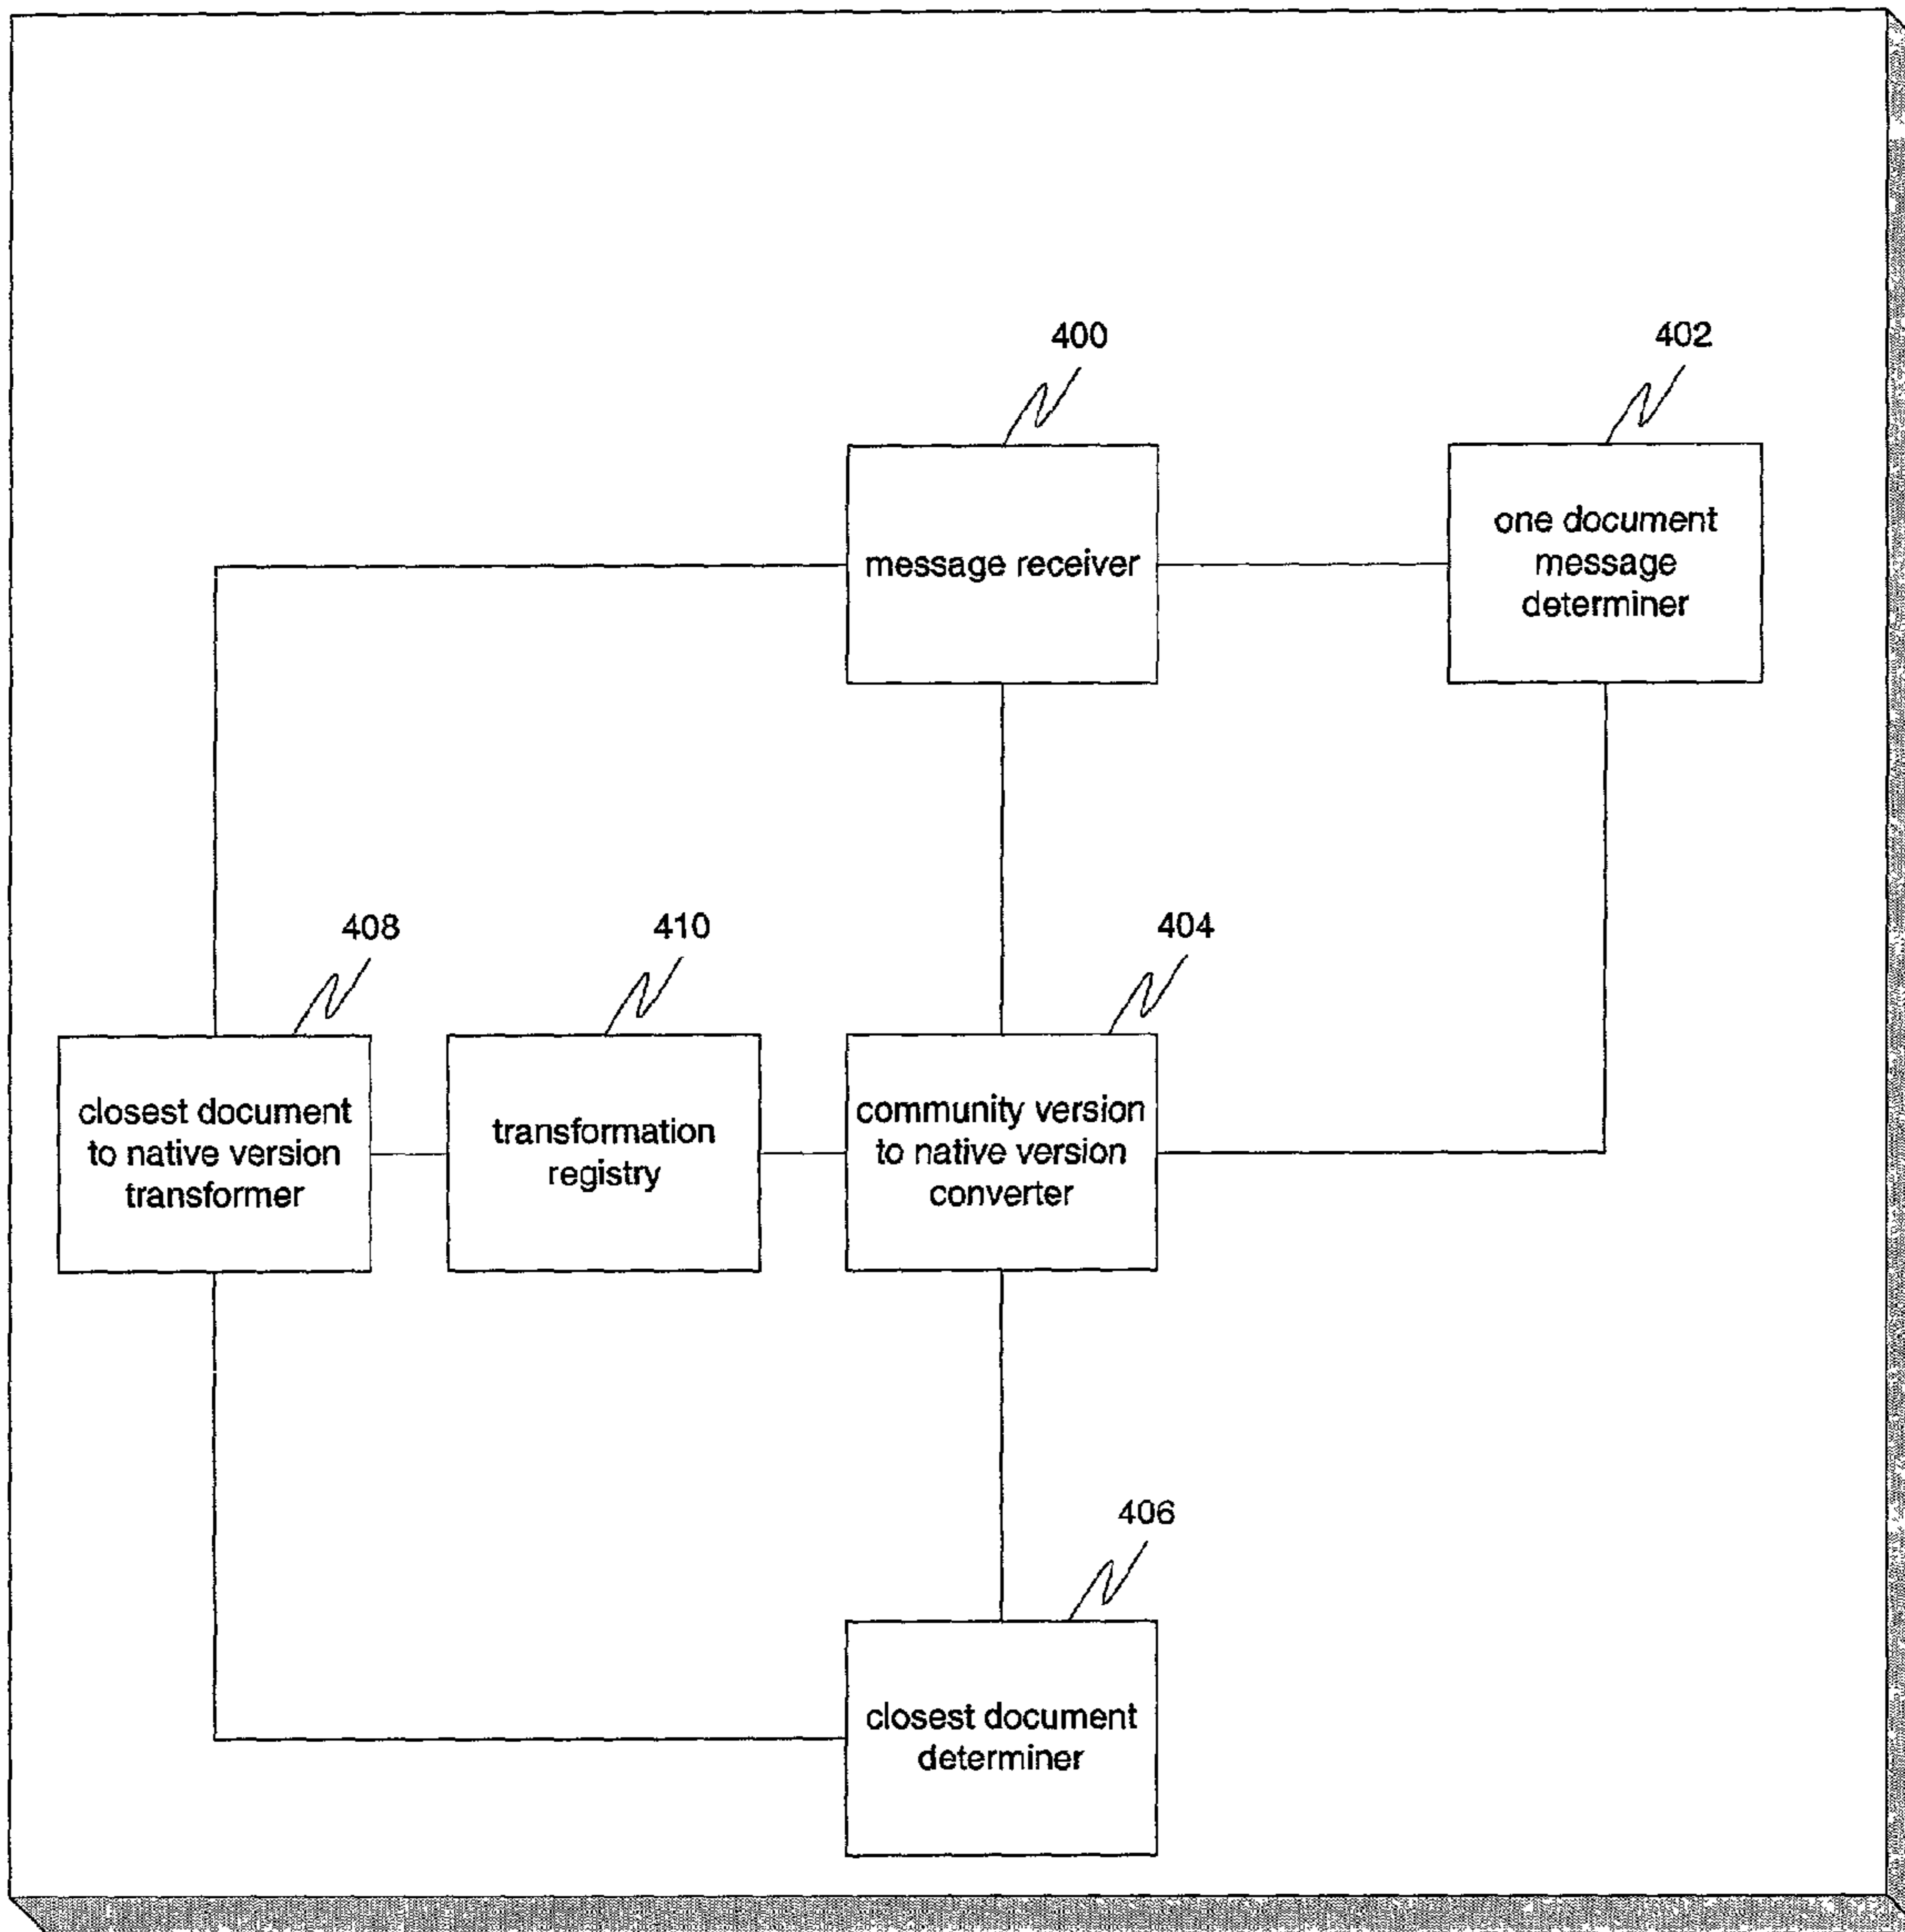 400
402
message receiver
one document
message
determiner
408
410
404
closest document
to native version
transformer
transformation
registry
community version
to native version
converter
406
closest document
determiner